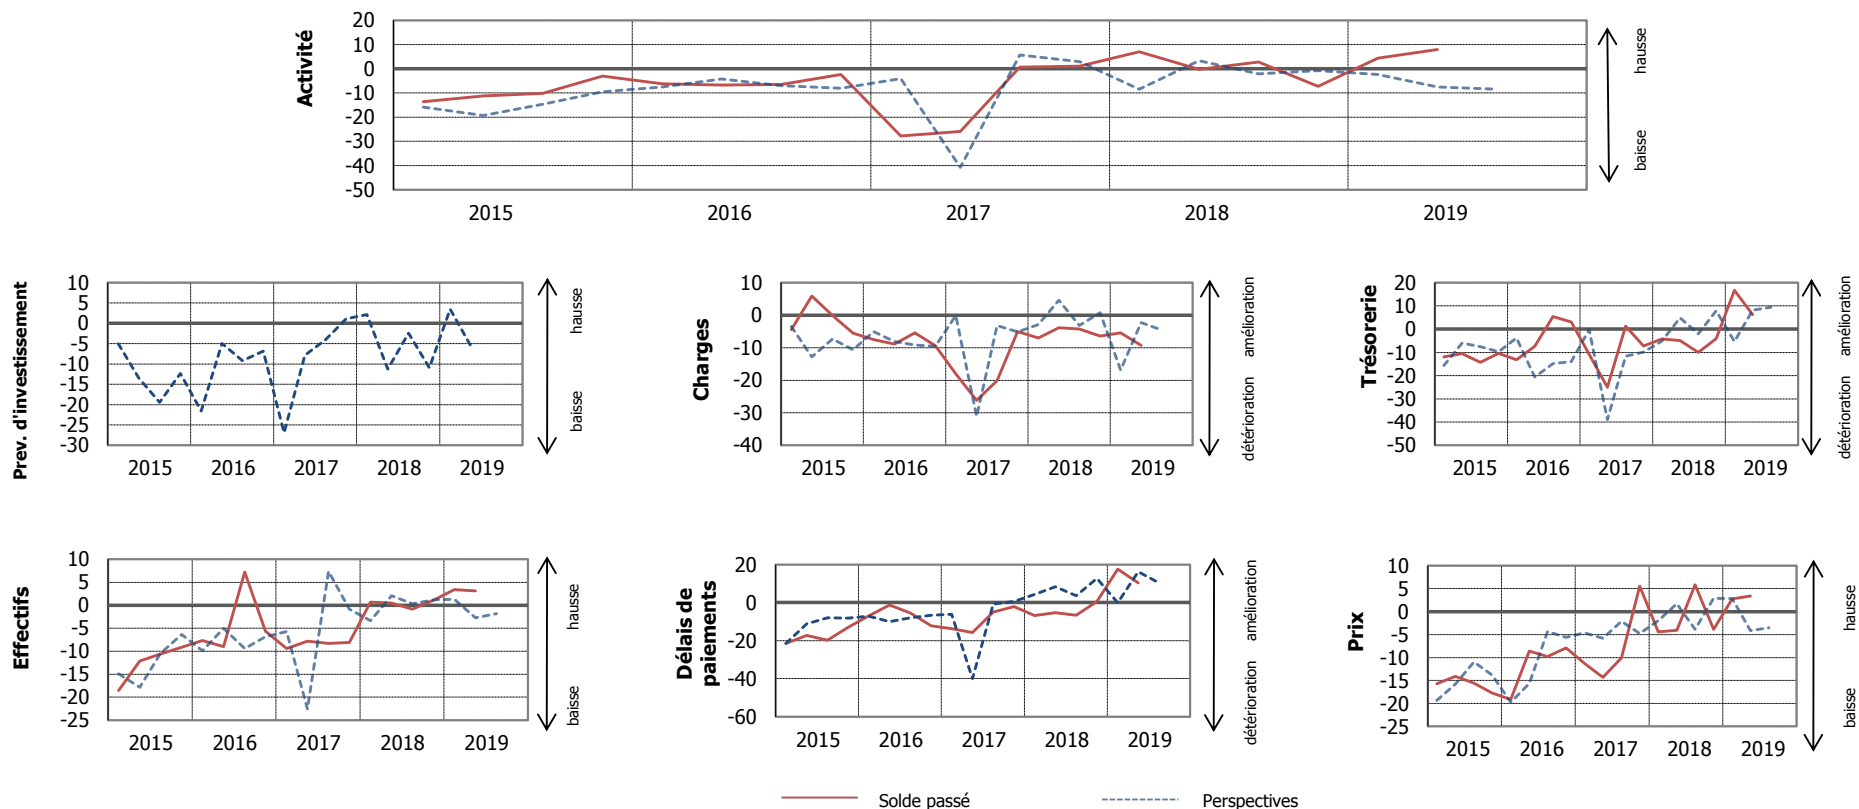 Activité
20
10
0
-10
-20
-30
-40
-50
2015 2016 2017 2018 2019
hausse
baisse
Prev. d'investissement
10
5
0
-5
-10
-15
-20
-25
-30
2015 2016 2017 2018 2019
hausse
baisse
Charges
10
0
-10
-20
-30
-40
2015 2016 2017 2018 2019
amélioration
détérioration
Trésorerie
20
10
0
-10
-20
-30
-40
-50
2015 2016 2017 2018 2019
amélioration
détérioration
Effectifs
10
5
0
-5
-10
-15
-20
-25
2015 2016 2017 2018 2019
hausse
baisse
Délais de
paiements
20
0
-20
-40
-60
2015 2016 2017 2018 2019
amélioration
détérioration
Prix
10
5
0
-5
-10
-15
-20
-25
2015 2016 2017 2018 2019
hausse
baisse
Solde passé Perspectives